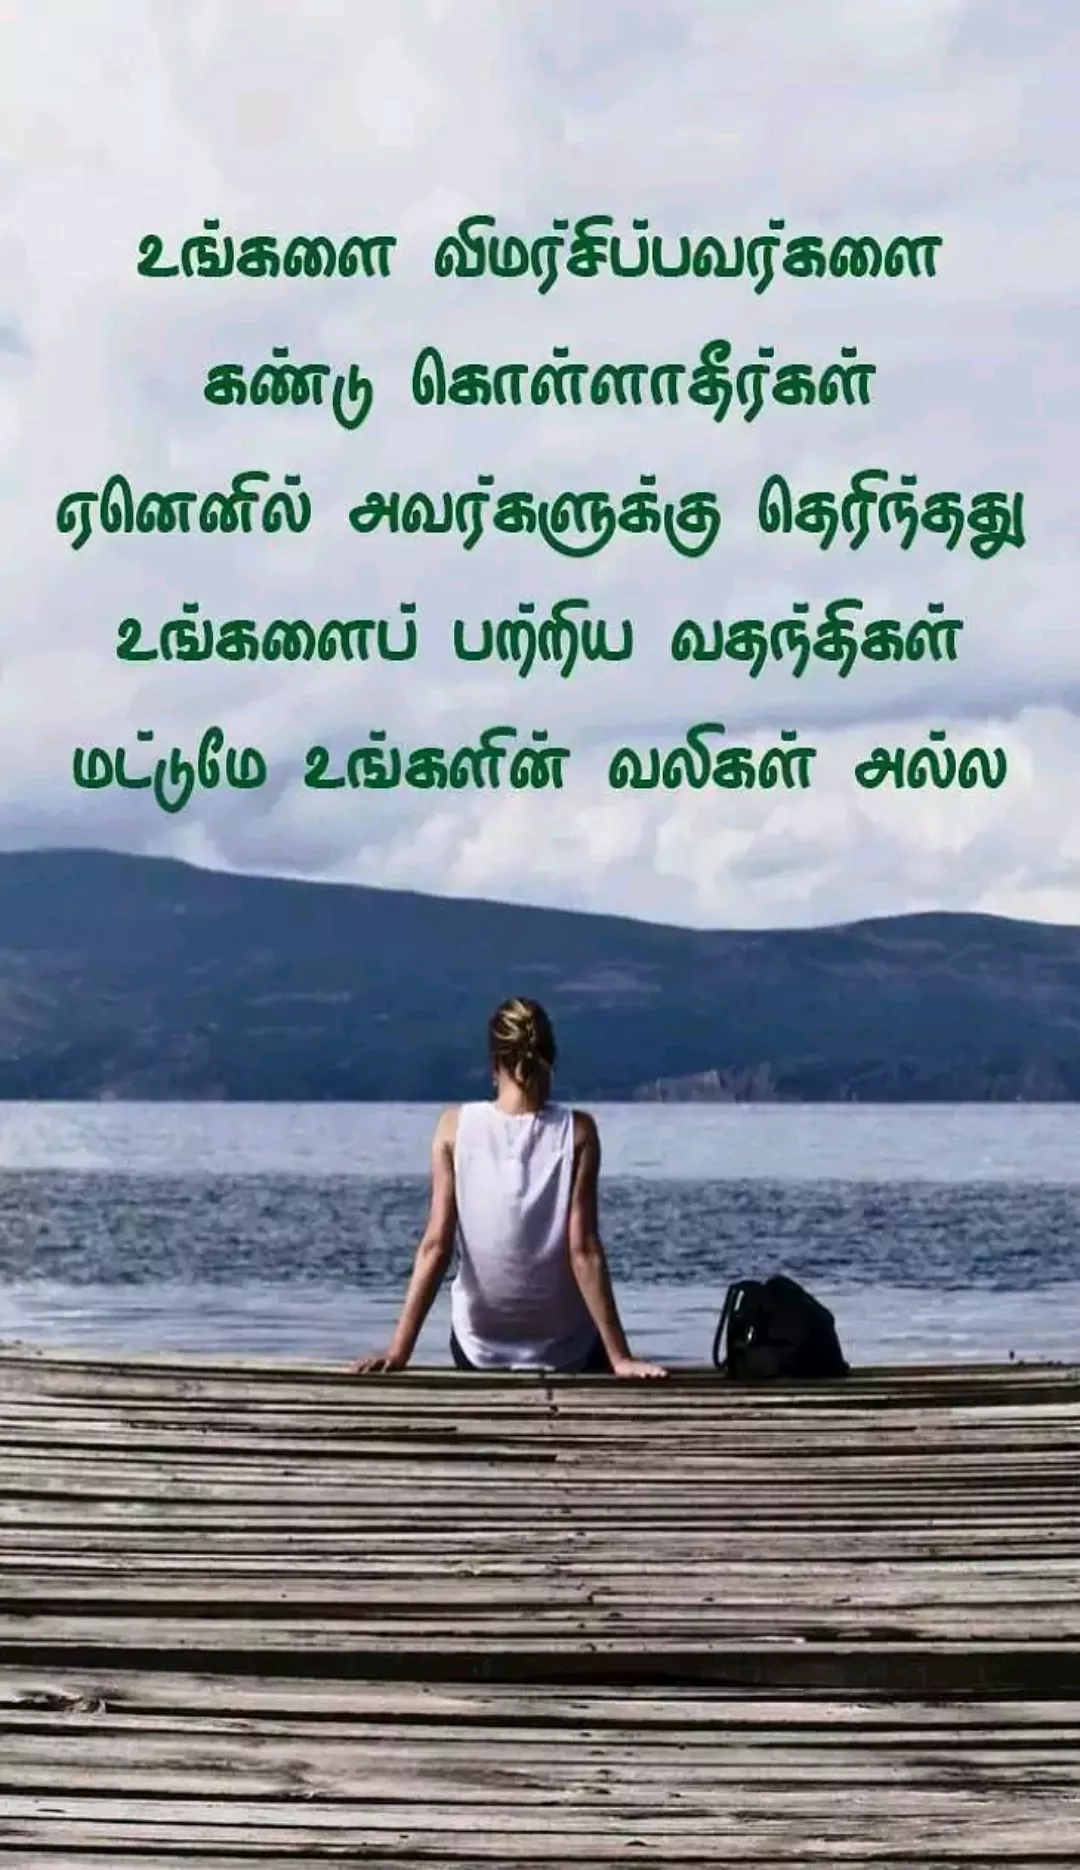 உங்களை விமர்சிப்பவர்களை
கண்டு கொள்ளாதீர்கள்
ஏனெனில் அவர்களுக்கு தெரிந்தது
உங்களைப் பற்றிய வதந்திகள்
மட்டுமே உங்களின் வலிகள் அல்ல